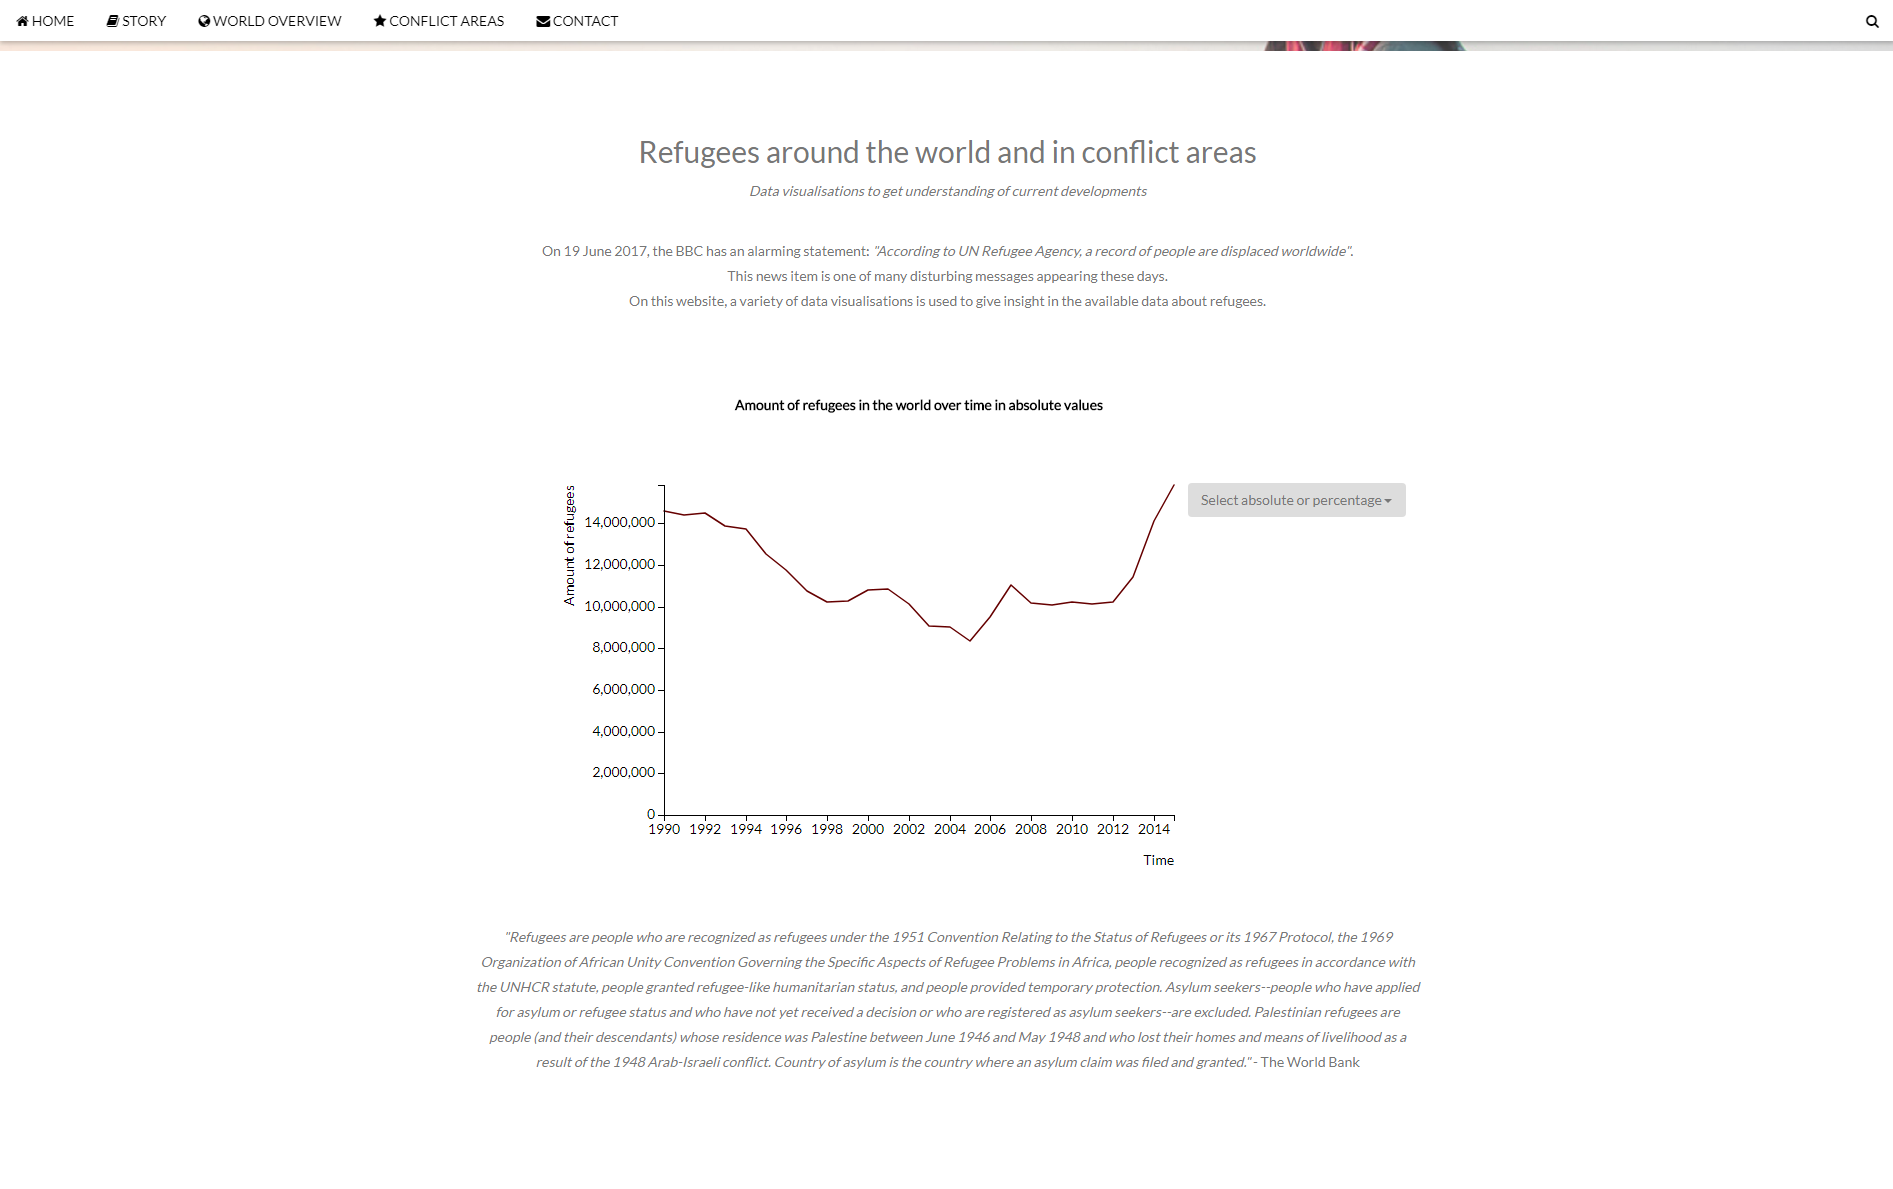 HOME STORY WORLD OVERVIEW CONFLICT AREAS CONTACT
Refugees around the world and in conflict areas
Data visualisations to get understanding of current developments
On 19 June 2017, the BBC has an alarming statement: "According to UN Refugee Agency, a record of people are displaced worldwide".
This news item is one of many disturbing messages appearing these days.
On this website, a variety of data visualisations is used to give insight in the available data about refugees.
Amount of refugees in the world over time in absolute values
Select absolute or percentage
Amount of refugees
14,000,000
12,000,000
10,000,000
8,000,000
6,000,000
4,000,000
2,000,000
0
1990 1992 1994 1996 1998 2000 2002 2004 2006 2008 2010 2012 2014
Time
"Refugees are people who are recognized as refugees under the 1951 Convention Relating to the Status of Refugees or its 1967 Protocol, the 1969
Organization of African Unity Convention Governing the Specific Aspects of Refugee Problems in Africa, people recognized as refugees in accordance with
the UNHCR statute, people granted refugee-like humanitarian status, and people provided temporary protection. Asylum seekers--people who have applied
for asylum or refugee status and who have not yet received a decision or who are registered as asylum seekers--are excluded. Palestinian refugees are
people (and their descendants) whose residence was Palestine between June 1946 and May 1948 and who lost their homes and means of livelihood as a
result of the 1948 Arab-Israeli conflict. Country of asylum is the country where an asylum claim was filed and granted." - The World Bank